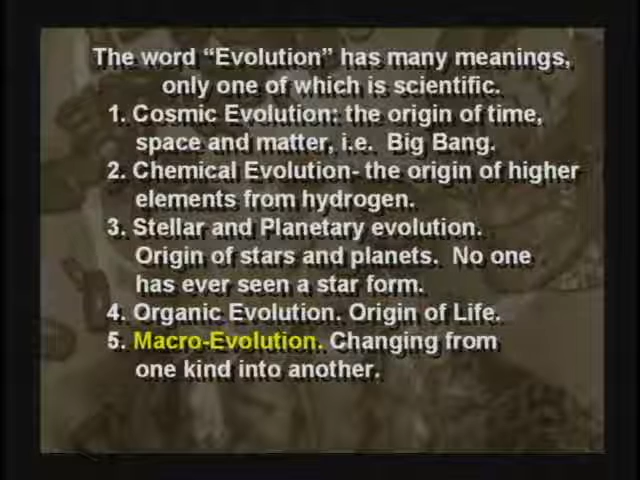 The word “Evolution” has many meanings,
only one of which is scientific.
1. Cosmic Evolution: the origin of time,
space and matter, i.e. Big Bang.
2. Chemical Evolution- the origin of higher
elements from hydrogen.
3. Stellar and Planetary evolution.
Origin of stars and planets. No one
has ever seen a star form.
4. Organic Evolution. Origin of Life.
5. Macro-Evolution. Changing from
one kind into another.